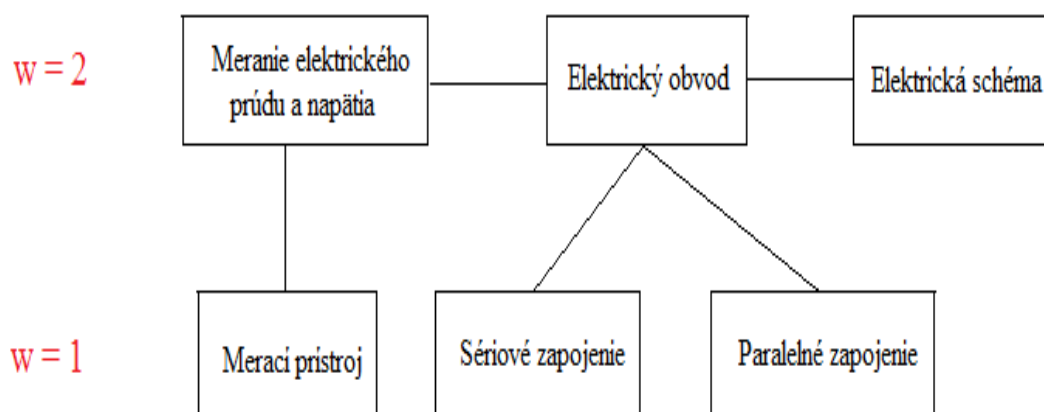 w = 2
Meranie elektrického
prúdu a napätia
Elektrický obvod
Elektrická schéma
w = 1
Merací prístroj
Sériové zapojenie
Paralelné zapojenie